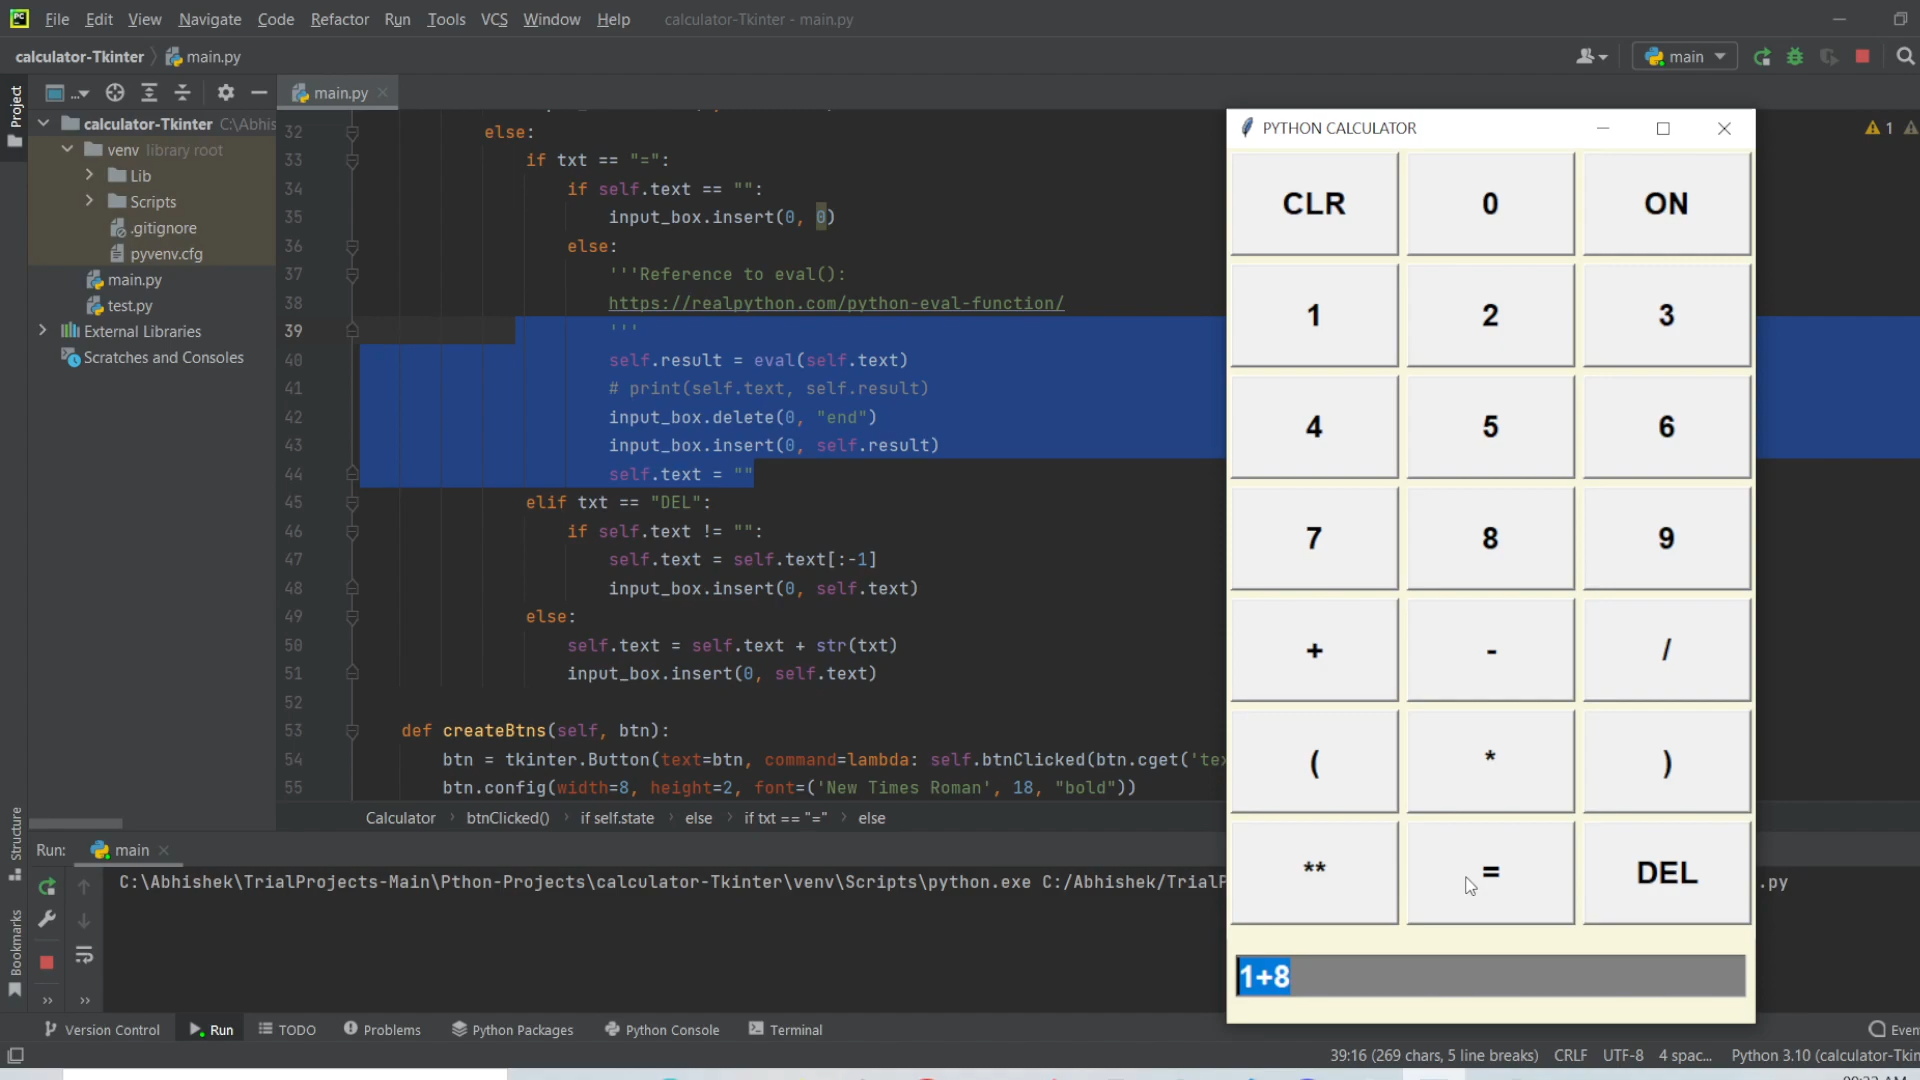 PC File Edit View Navigate Code Refactor Run Tools VCS Window Help calculator-Tkinter - main.py
calculator-Tkinter main.py main
Project main.py
calculator-Tkinter C:\Abhis
venv library root
Lib
Scripts
.gitignore
pyvenv.cfg
main.py
test.py
External Libraries
Scratches and Consoles
32 else:
33 if txt == "=":
34 if self.text == "":
35 input_box.insert(0, 0)
36 else:
37 '''Reference to eval():
38 https://realpython.com/python-eval-function/
39 '''
40 self.result = eval(self.text)
41 # print(self.text, self.result)
42 input_box.delete(0, "end")
43 input_box.insert(0, self.result)
44 self.text = ""
45 elif txt == "DEL":
46 if self.text != "":
47 self.text = self.text[:-1]
48 input_box.insert(0, self.text)
49 else:
50 self.text = self.text + str(txt)
51 input_box.insert(0, self.text)
52
53 def createBtns(self, btn):
54 btn = tkinter.Button(text=btn, command=lambda: self.btnClicked(btn.cget('tex
55 btn.config(width=8, height=2, font=('New Times Roman', 18, "bold"))
Calculator btnClicked() if self.state else if txt == "=" else
1
PYTHON CALCULATOR
CLR 0 ON
1 2 3
4 5 6
7 8 9
+ - /
( * )
** = DEL
1+8
Structure
Bookmarks
Run: main
C:\Abhishek\TrialProjects-Main\Pthon-Projects\calculator-Tkinter\venv\Scripts\python.exe C:/Abhishek/TrialP .py
Version Control Run TODO Problems Python Packages Python Console Terminal Even
39:16 (269 chars, 5 line breaks) CRLF UTF-8 4 spac... Python 3.10 (calculator-Tkin